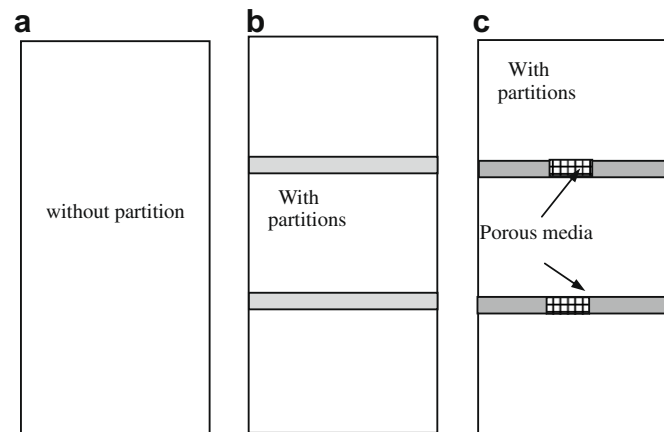 a
b
c
without partition
With
partitions
With
partitions
Porous media